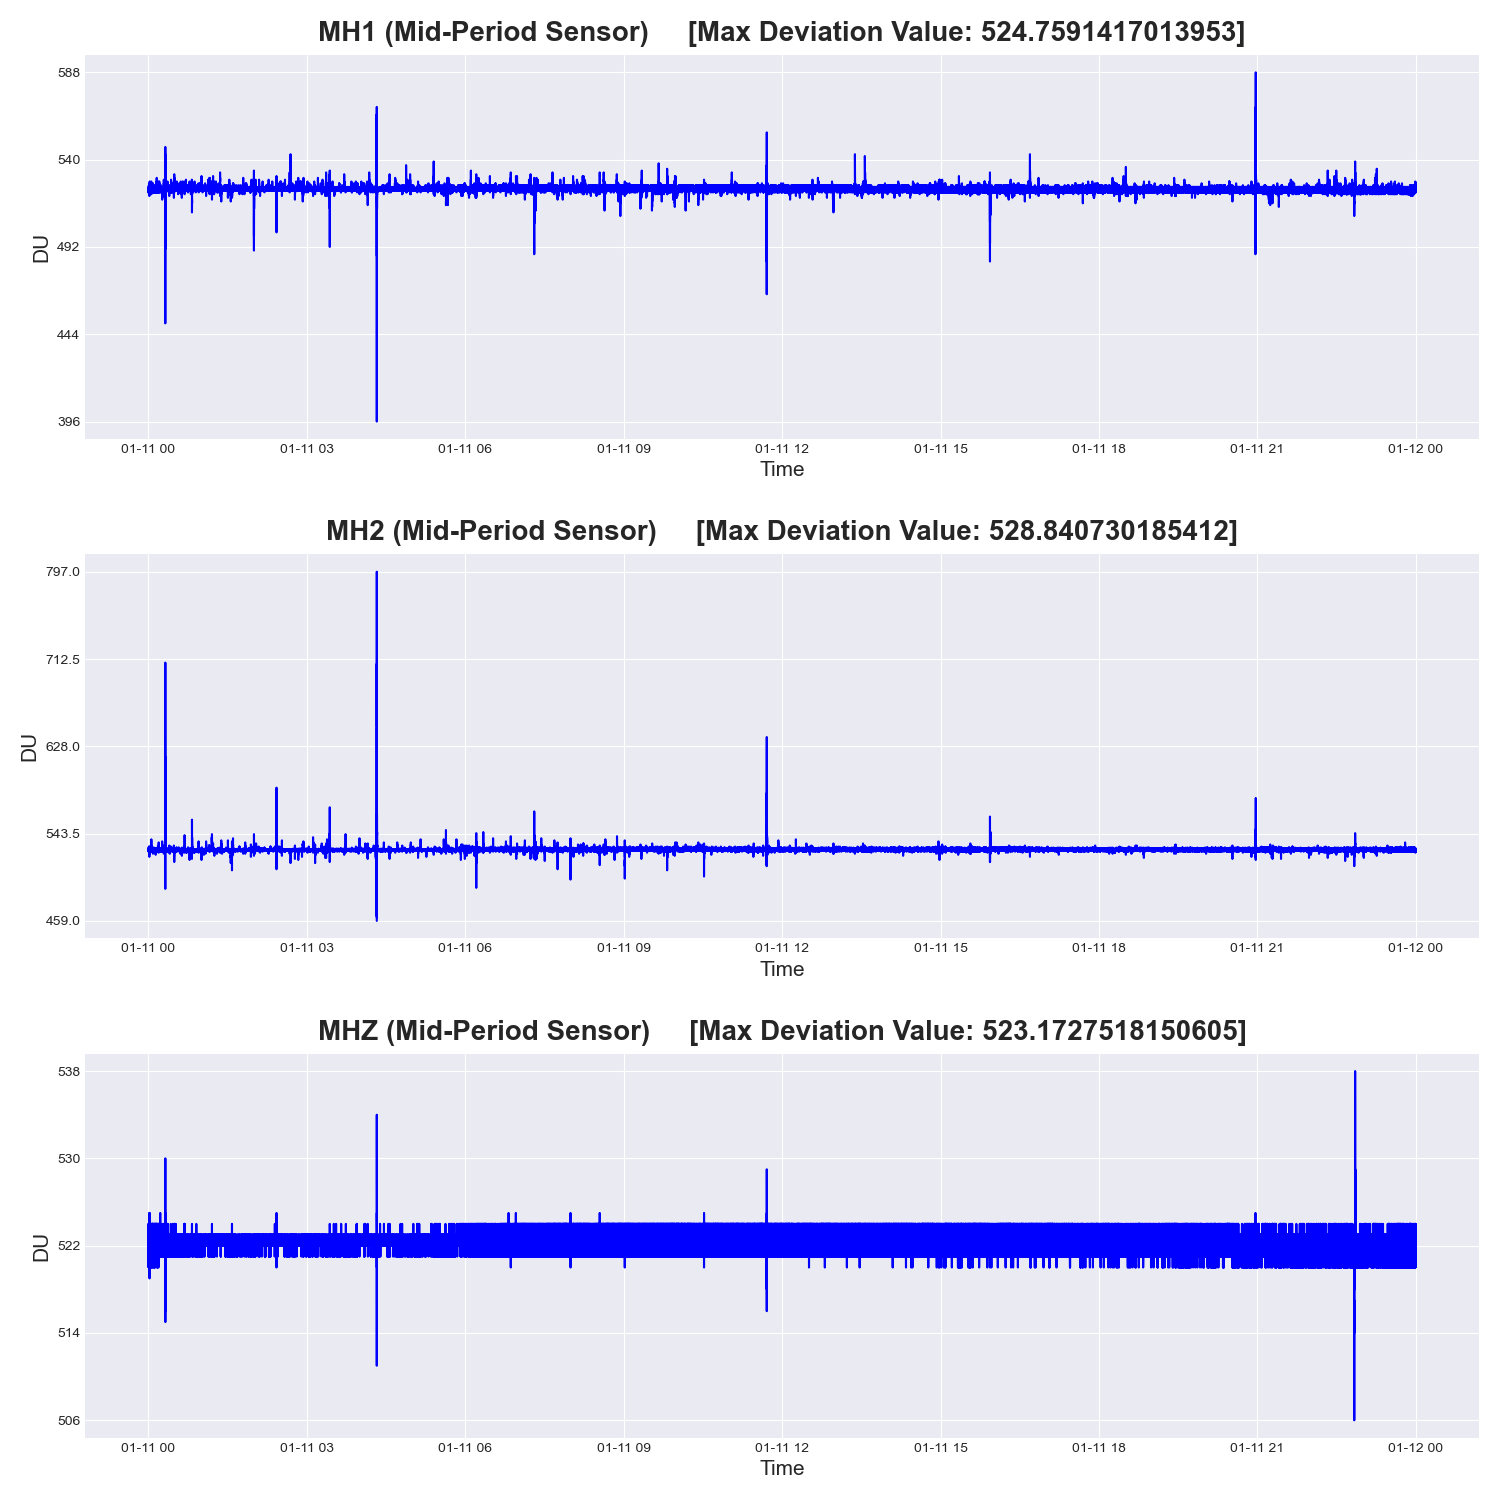 MH1 (Mid-Period Sensor) [Max Deviation Value: 524.7591417013953]
588
540
492
444
396
DU
01-11 00 01-11 03 01-11 06 01-11 09 01-11 12 01-11 15 01-11 18 01-11 21 01-12 00
Time
MH2 (Mid-Period Sensor) [Max Deviation Value: 528.840730185412]
797.0
712.5
628.0
543.5
459.0
DU
01-11 00 01-11 03 01-11 06 01-11 09 01-11 12 01-11 15 01-11 18 01-11 21 01-12 00
Time
MHZ (Mid-Period Sensor) [Max Deviation Value: 523.1727518150605]
538
530
522
514
506
DU
01-11 00 01-11 03 01-11 06 01-11 09 01-11 12 01-11 15 01-11 18 01-11 21 01-12 00
Time